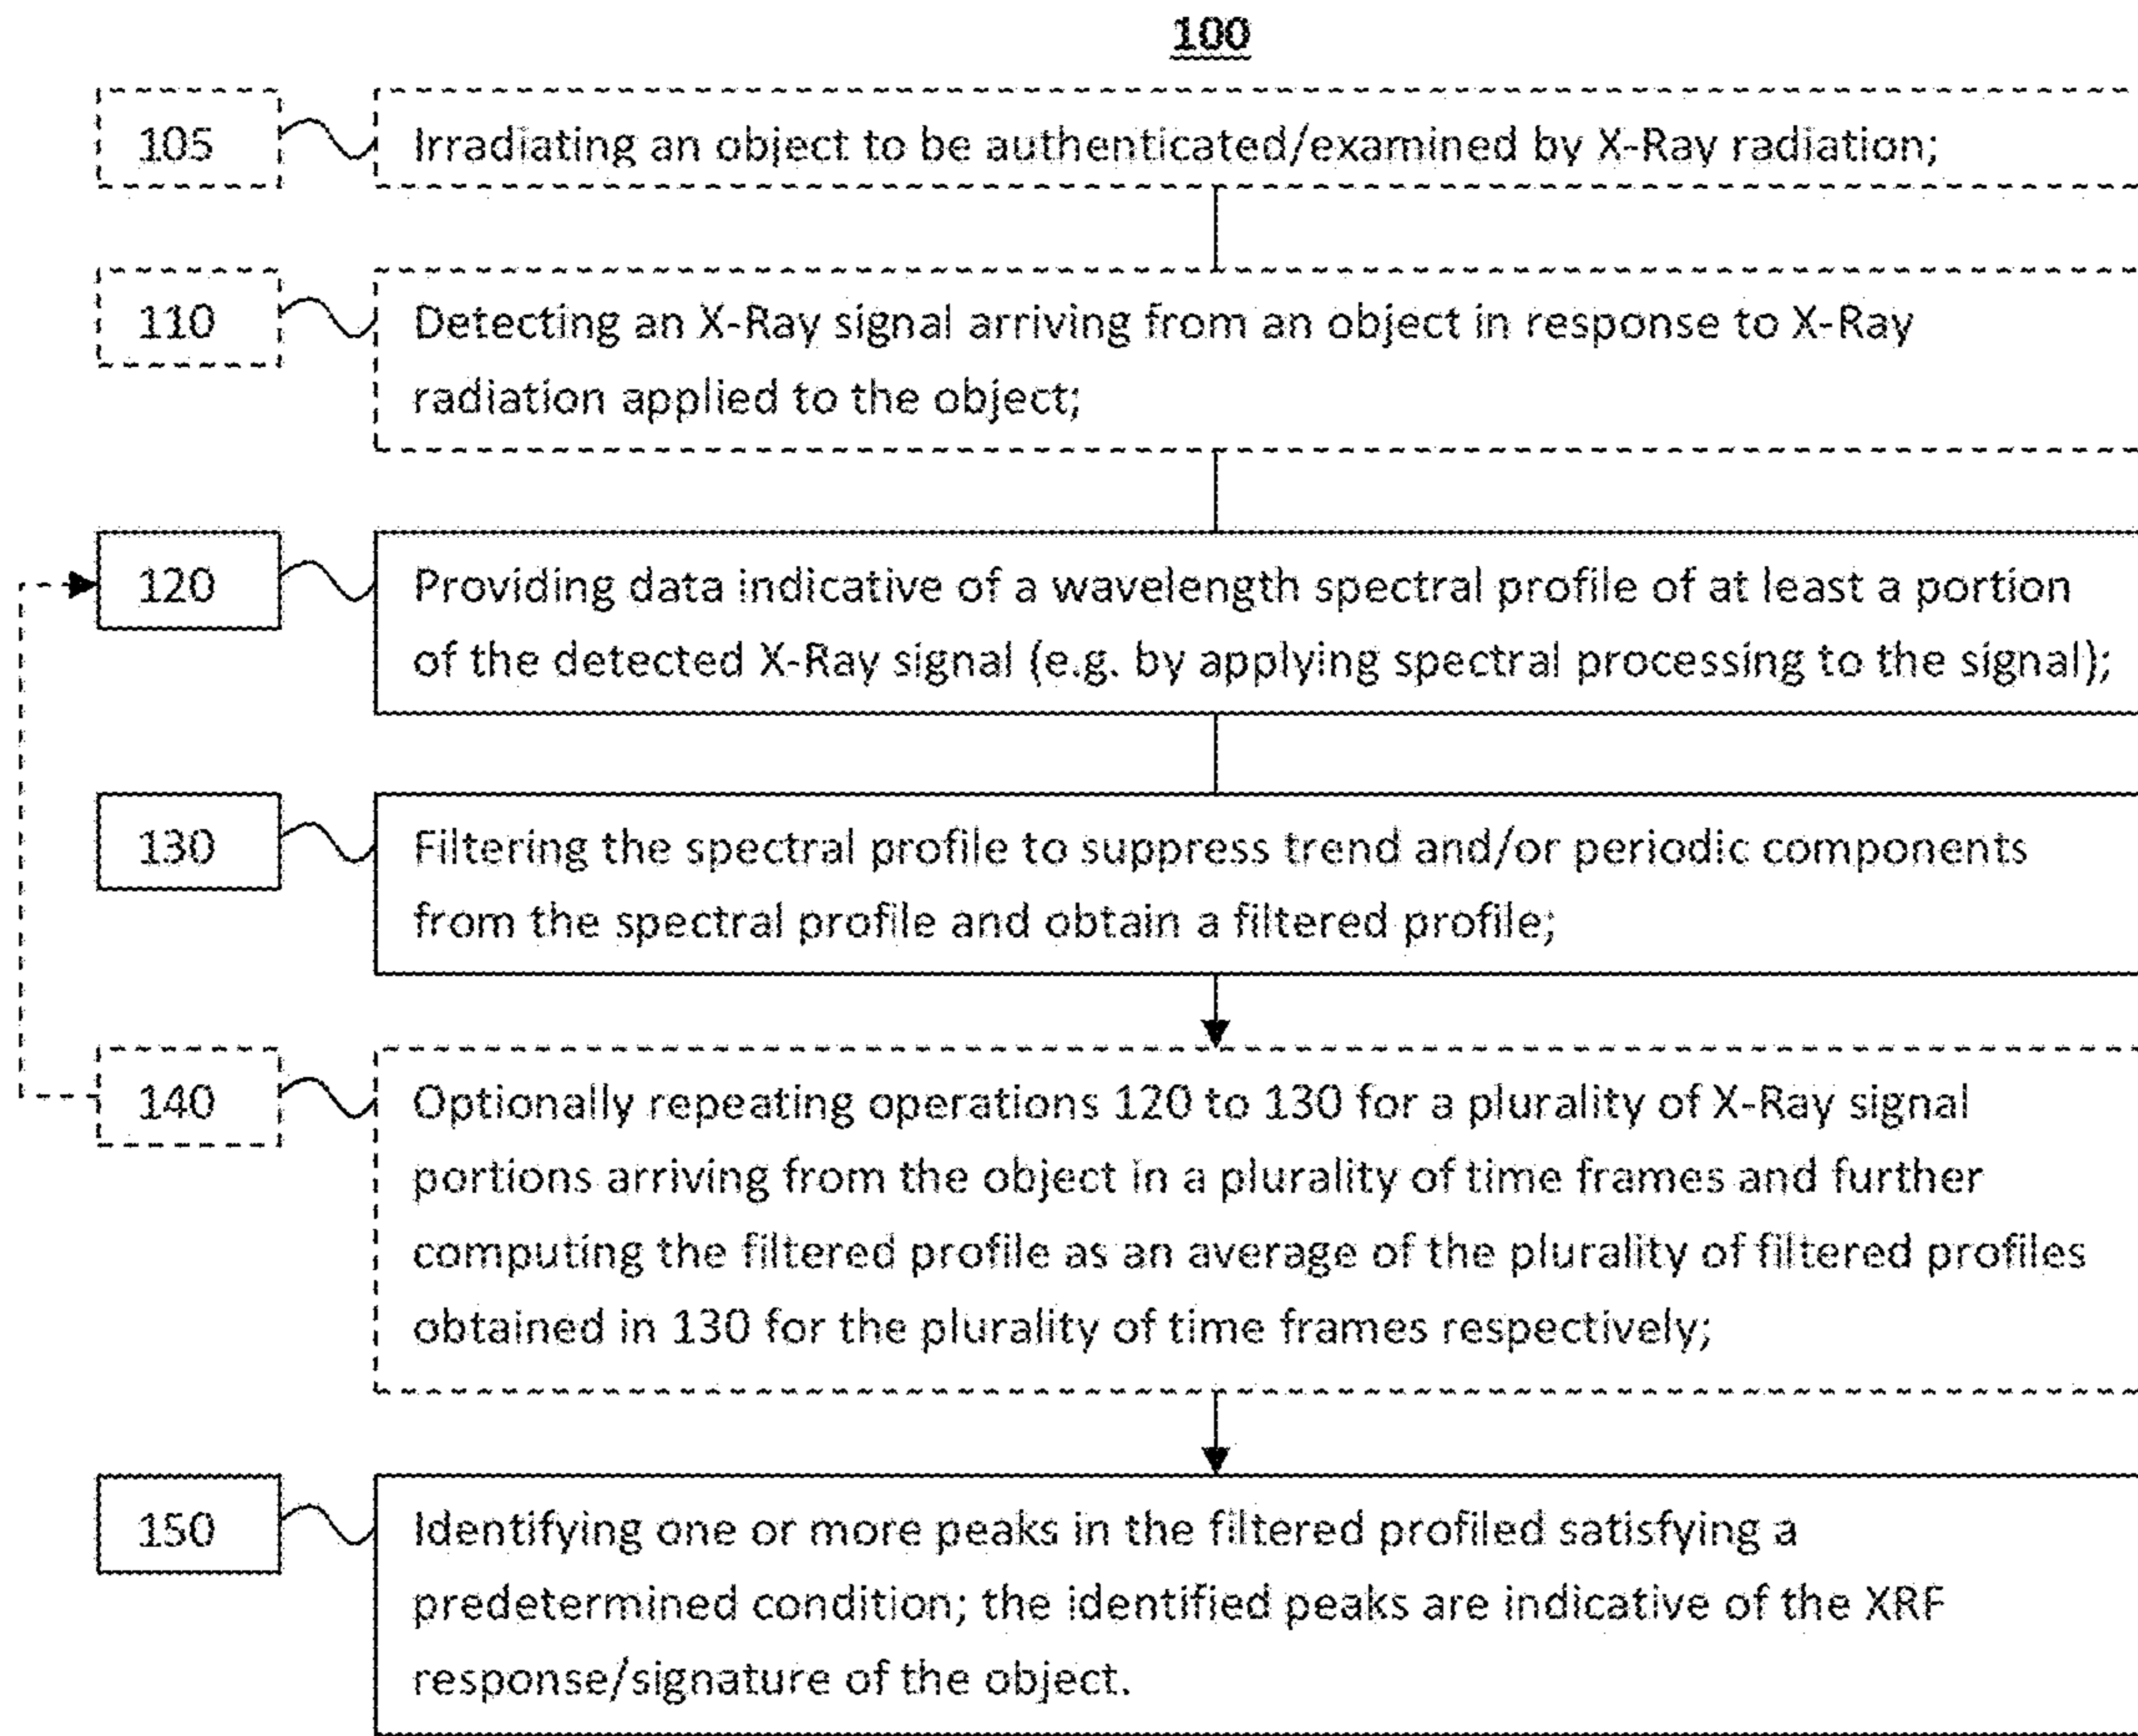 100
105
Irradiating an object to be authenticated/examined by X-Ray radiation;
110
Detecting an X-Ray signal arriving from an object in response to X-Ray
radiation applied to the object;
120
Providing data indicative of a wavelength spectral profile of at least a portion
of the detected X-Ray signal (e.g. by applying spectral processing to the signal);
130
Filtering the spectral profile to suppress trend and/or periodic components
from the spectral profile and obtain a filtered profile;
140
Optionally repeating operations 120 to 130 for a plurality of X-Ray signal
portions arriving from the object in a plurality of time frames and further
computing the filtered profile as an average of the plurality of filtered profiles
obtained in 130 for the plurality of time frames respectively;
150
Identifying one or more peaks in the filtered profiled satisfying a
predetermined condition; the identified peaks are indicative of the XRF
response/signature of the object.